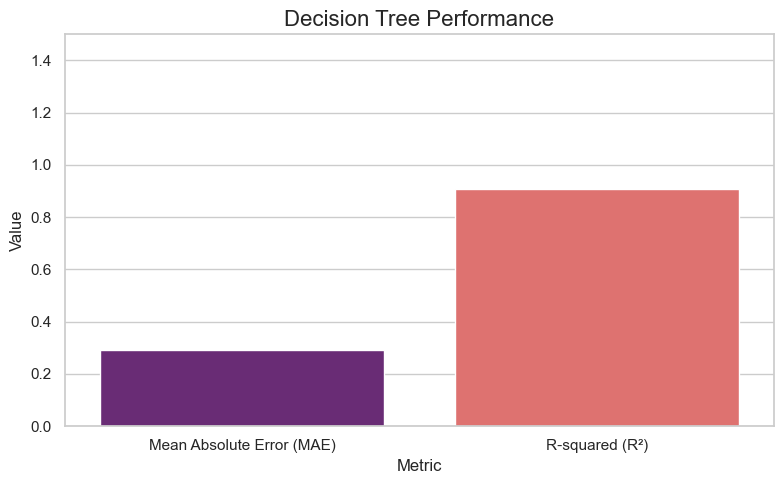 Decision Tree Performance
Value
1.4
1.2
1.0
0.8
0.6
0.4
0.2
0.0
Mean Absolute Error (MAE) R-squared (R²)
Metric